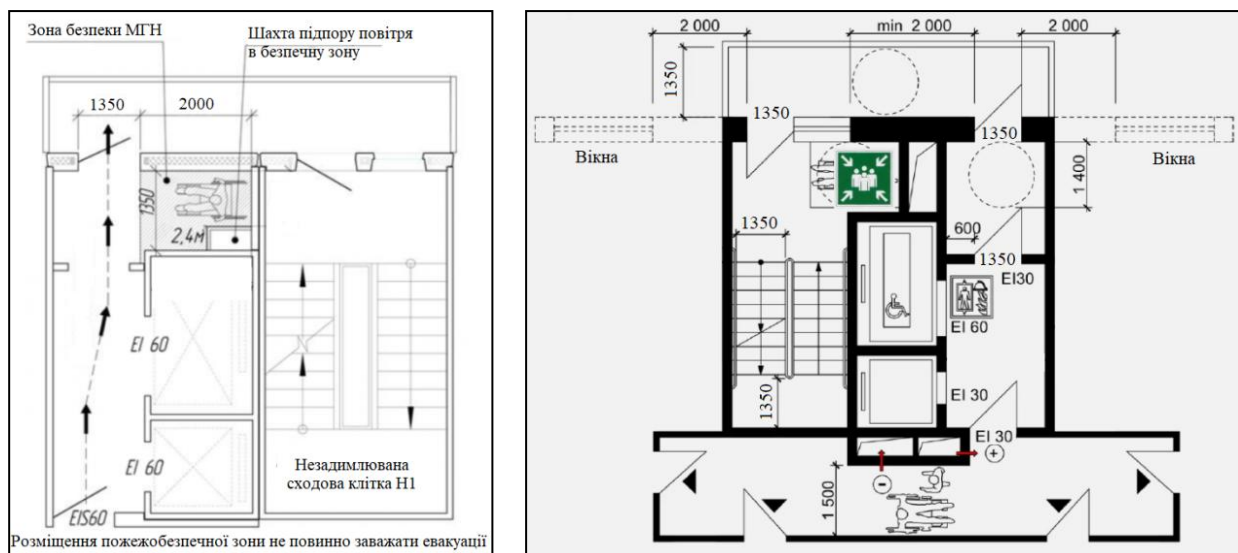 Зона безпеки МГН
Шахта підпору повітря
в безпечну зону
1350
2000
1350
2,4м
EI 60
EI 60
EIS60
Незадимлювана
сходова клітка Н1
Розміщення пожежобезпечної зони не повинно заважати евакуації
2 000
min 2 000
2 000
1350
1350
1350
Вікна
Вікна
1 400
1350
600
1350
EI30
EI 60
EI 30
1350
EI 30
+
-
1 500